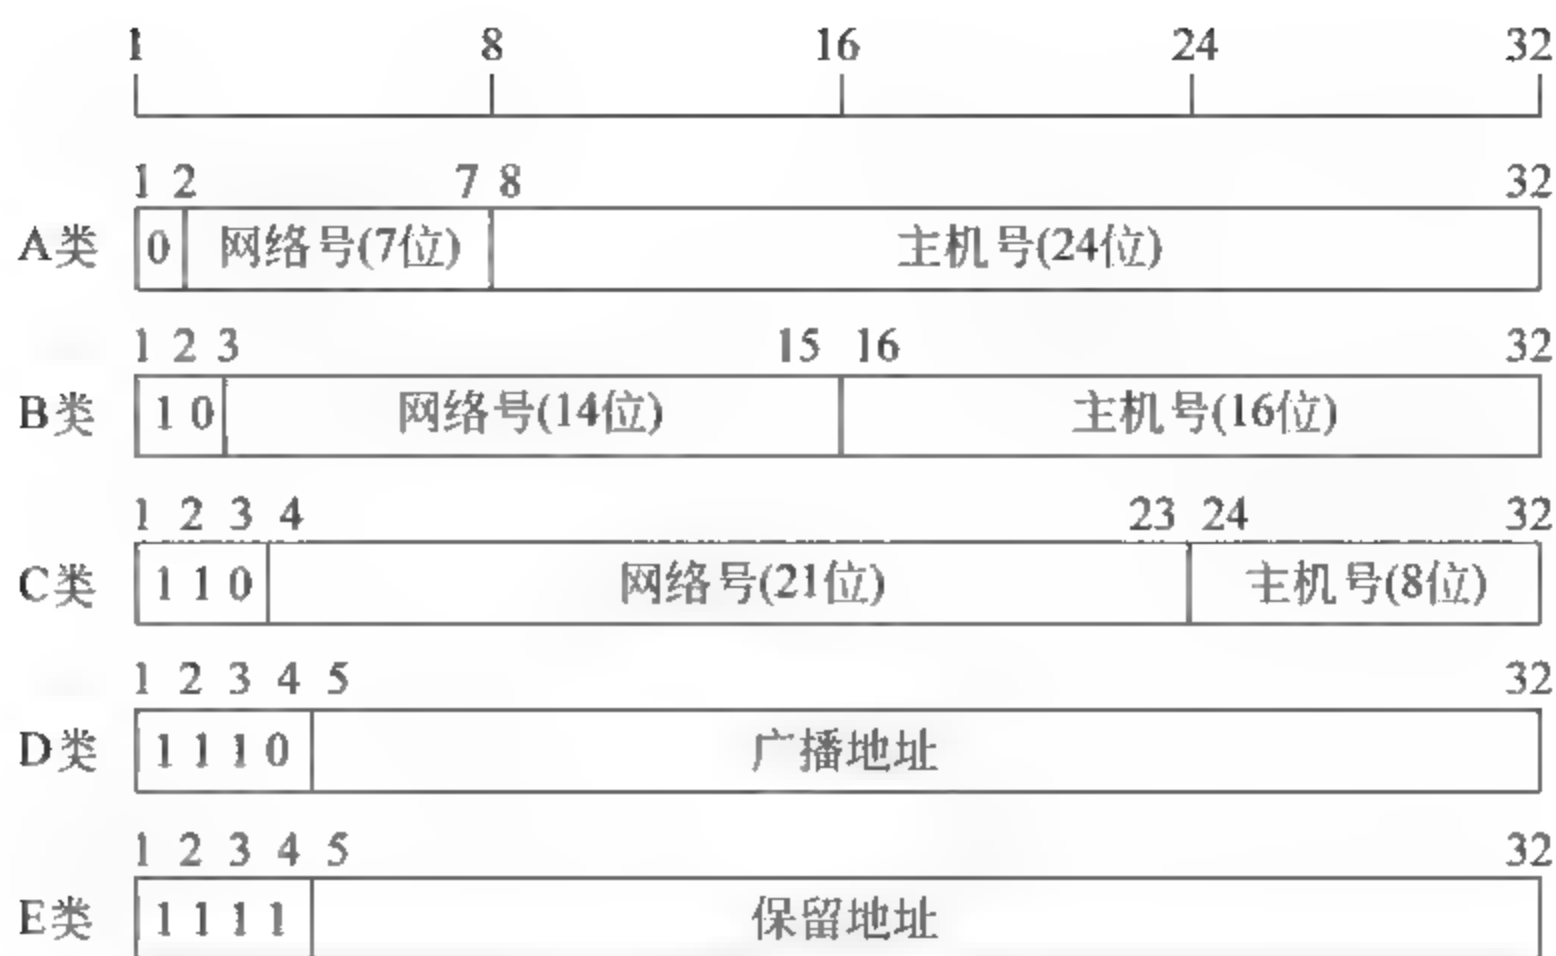 1 8 16 24 32
1 2 7 8 32
A类 0 网络号(7位) 主机号(24位)
1 2 3 15 16 32
B类 1 0 网络号(14位) 主机号(16位)
1 2 3 4 23 24 32
C类 1 1 0 网络号(21位) 主机号(8位)
1 2 3 4 5 32
D类 1 1 1 0 广播地址
1 2 3 4 5 32
E类 1 1 1 1 保留地址